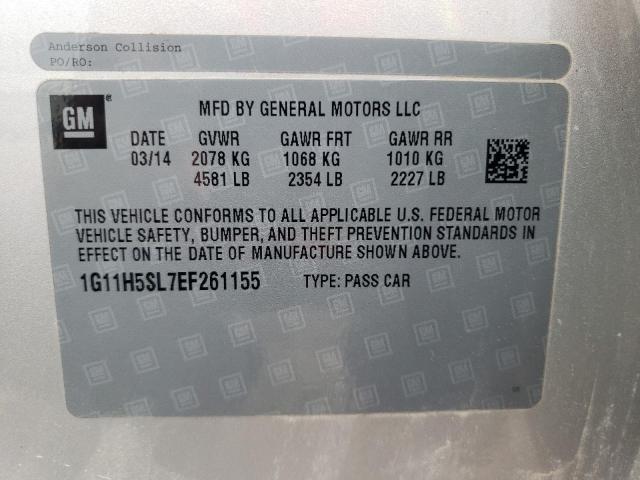 Anderson Collision
PO/RO:
GM ®
MFD BY GENERAL MOTORS LLC
DATE GVWR GAWR FRT GAWR RR
03/14 2078 KG 1068 KG 1010 KG
4581 LB 2354 LB 2227 LB
THIS VEHICLE CONFORMS TO ALL APPLICABLE U.S. FEDERAL MOTOR
VEHICLE SAFETY, BUMPER, AND THEFT PREVENTION STANDARDS IN
EFFECT ON THE DATE OF MANUFACTURE SHOWN ABOVE.
1G11H5SL7EF261155 TYPE: PASS CAR